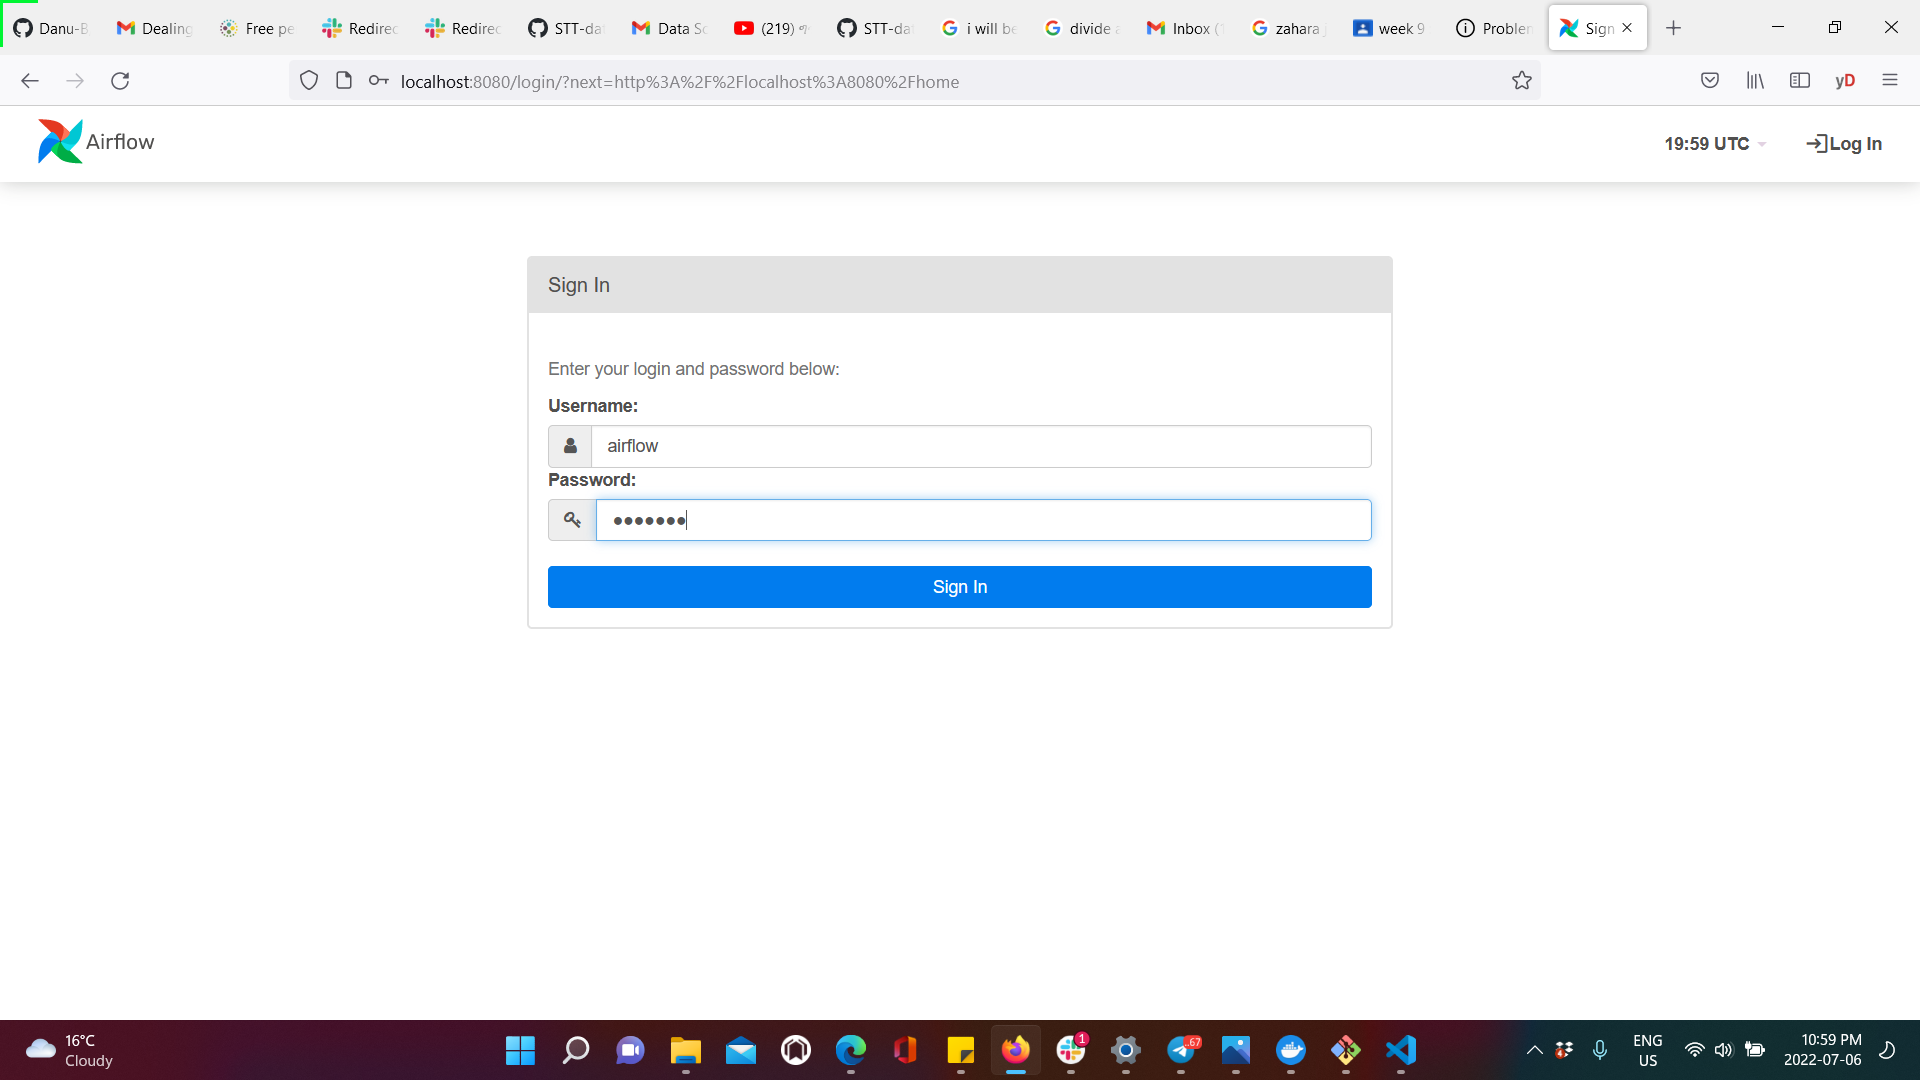 Danu-B
Dealing
Free pe
Redirec
Redirec
STT-dat
Data Sc
(219)
STT-dat
i will be
divide a
Inbox (1
zahara j
week 9
Problem
Sign
localhost:8080/login/?next=http%3A%2F%2Flocalhost%3A8080%2Fhome
yD
Airflow
19:59 UTC
Log In
Sign In
Enter your login and password below:
Username:
airflow
Password:
•••••••
Sign In
16°C
Cloudy
1
.67
4
ENG
US
10:59 PM
2022-07-06